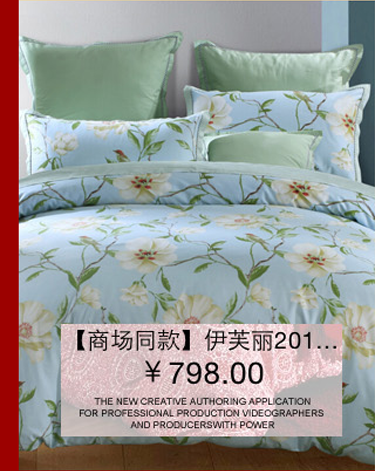 【商场同款】伊芙丽201...
￥798.00
THE NEW CREATIVE AUTHORING APPLICATION
FOR PROFESSIONAL PRODUCTION VIDEOGRAPHERS
AND PRODUCERSWITH POWER